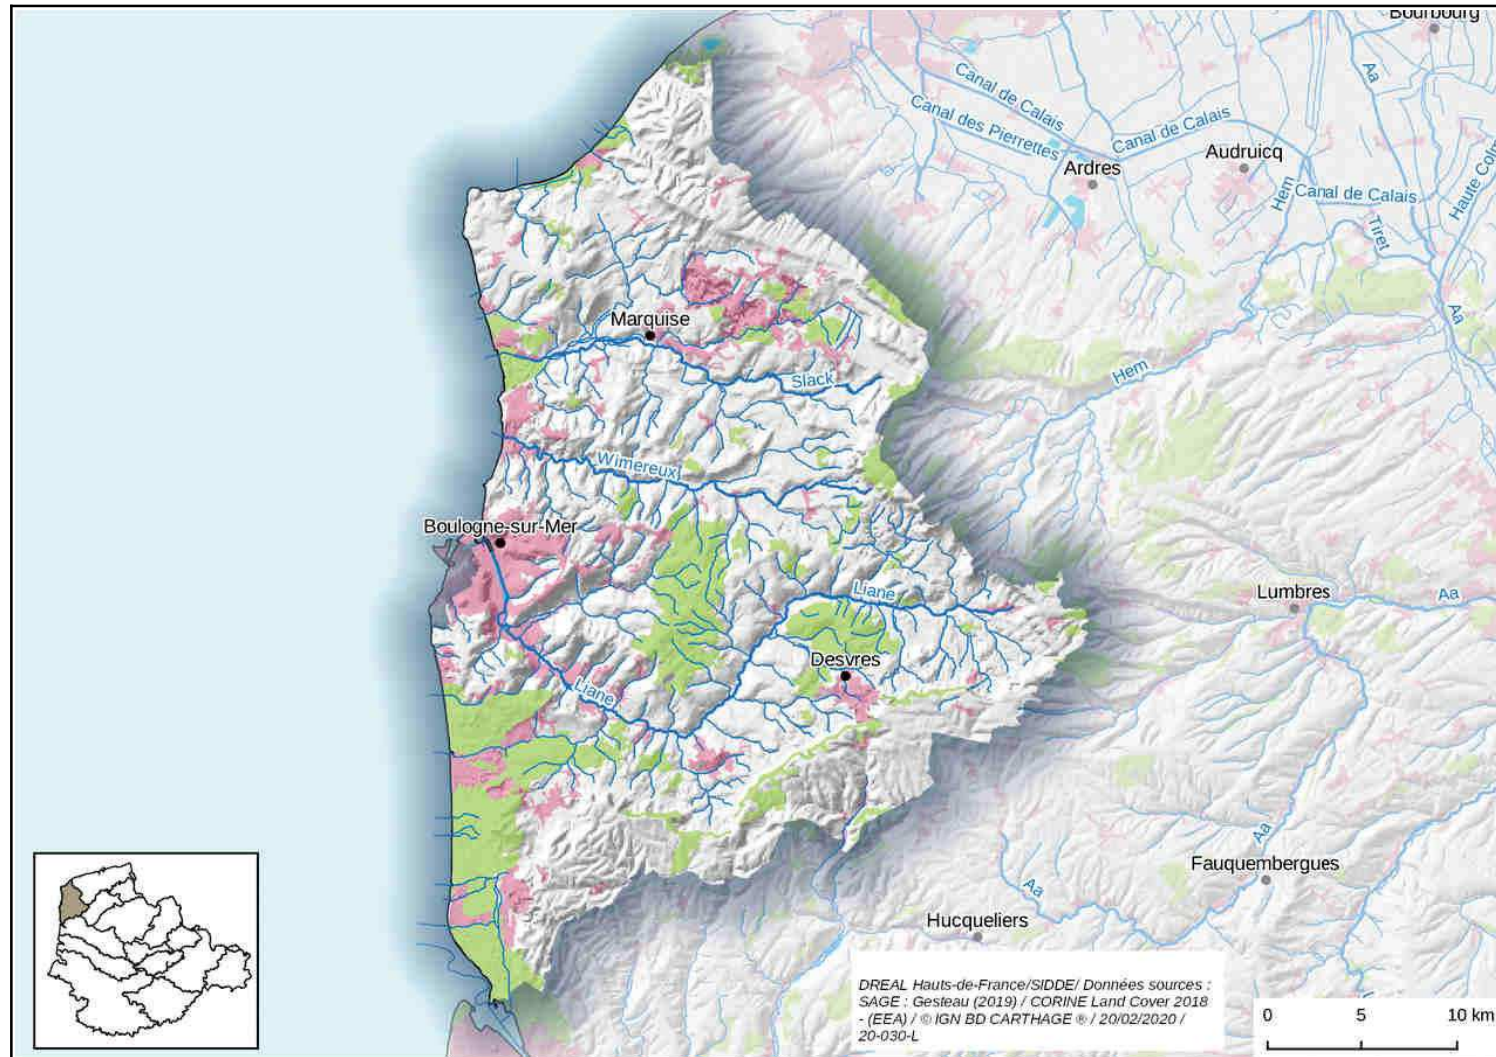 Bourbourg
Aa
Canal de Calais
Canal des Pierrettes
Canal de Calais
Audruicq
Ardres
Hem
Canal de Calais
Haute Colm
Tiret
Aa
Marquise
Slack
Hem
Wimereux
Boulogne-sur-Mer
Liane
Lumbres
Aa
Desvres
Liane
Aa
Fauquembergues
Aa
Hucqueliers
DREAL Hauts-de-France/SIDDE/ Données sources :
SAGE : Gesteau (2019) / CORINE Land Cover 2018
- (EEA) / © IGN BD CARTHAGE ® / 20/02/2020 /
20-030-L
0 5 10 km